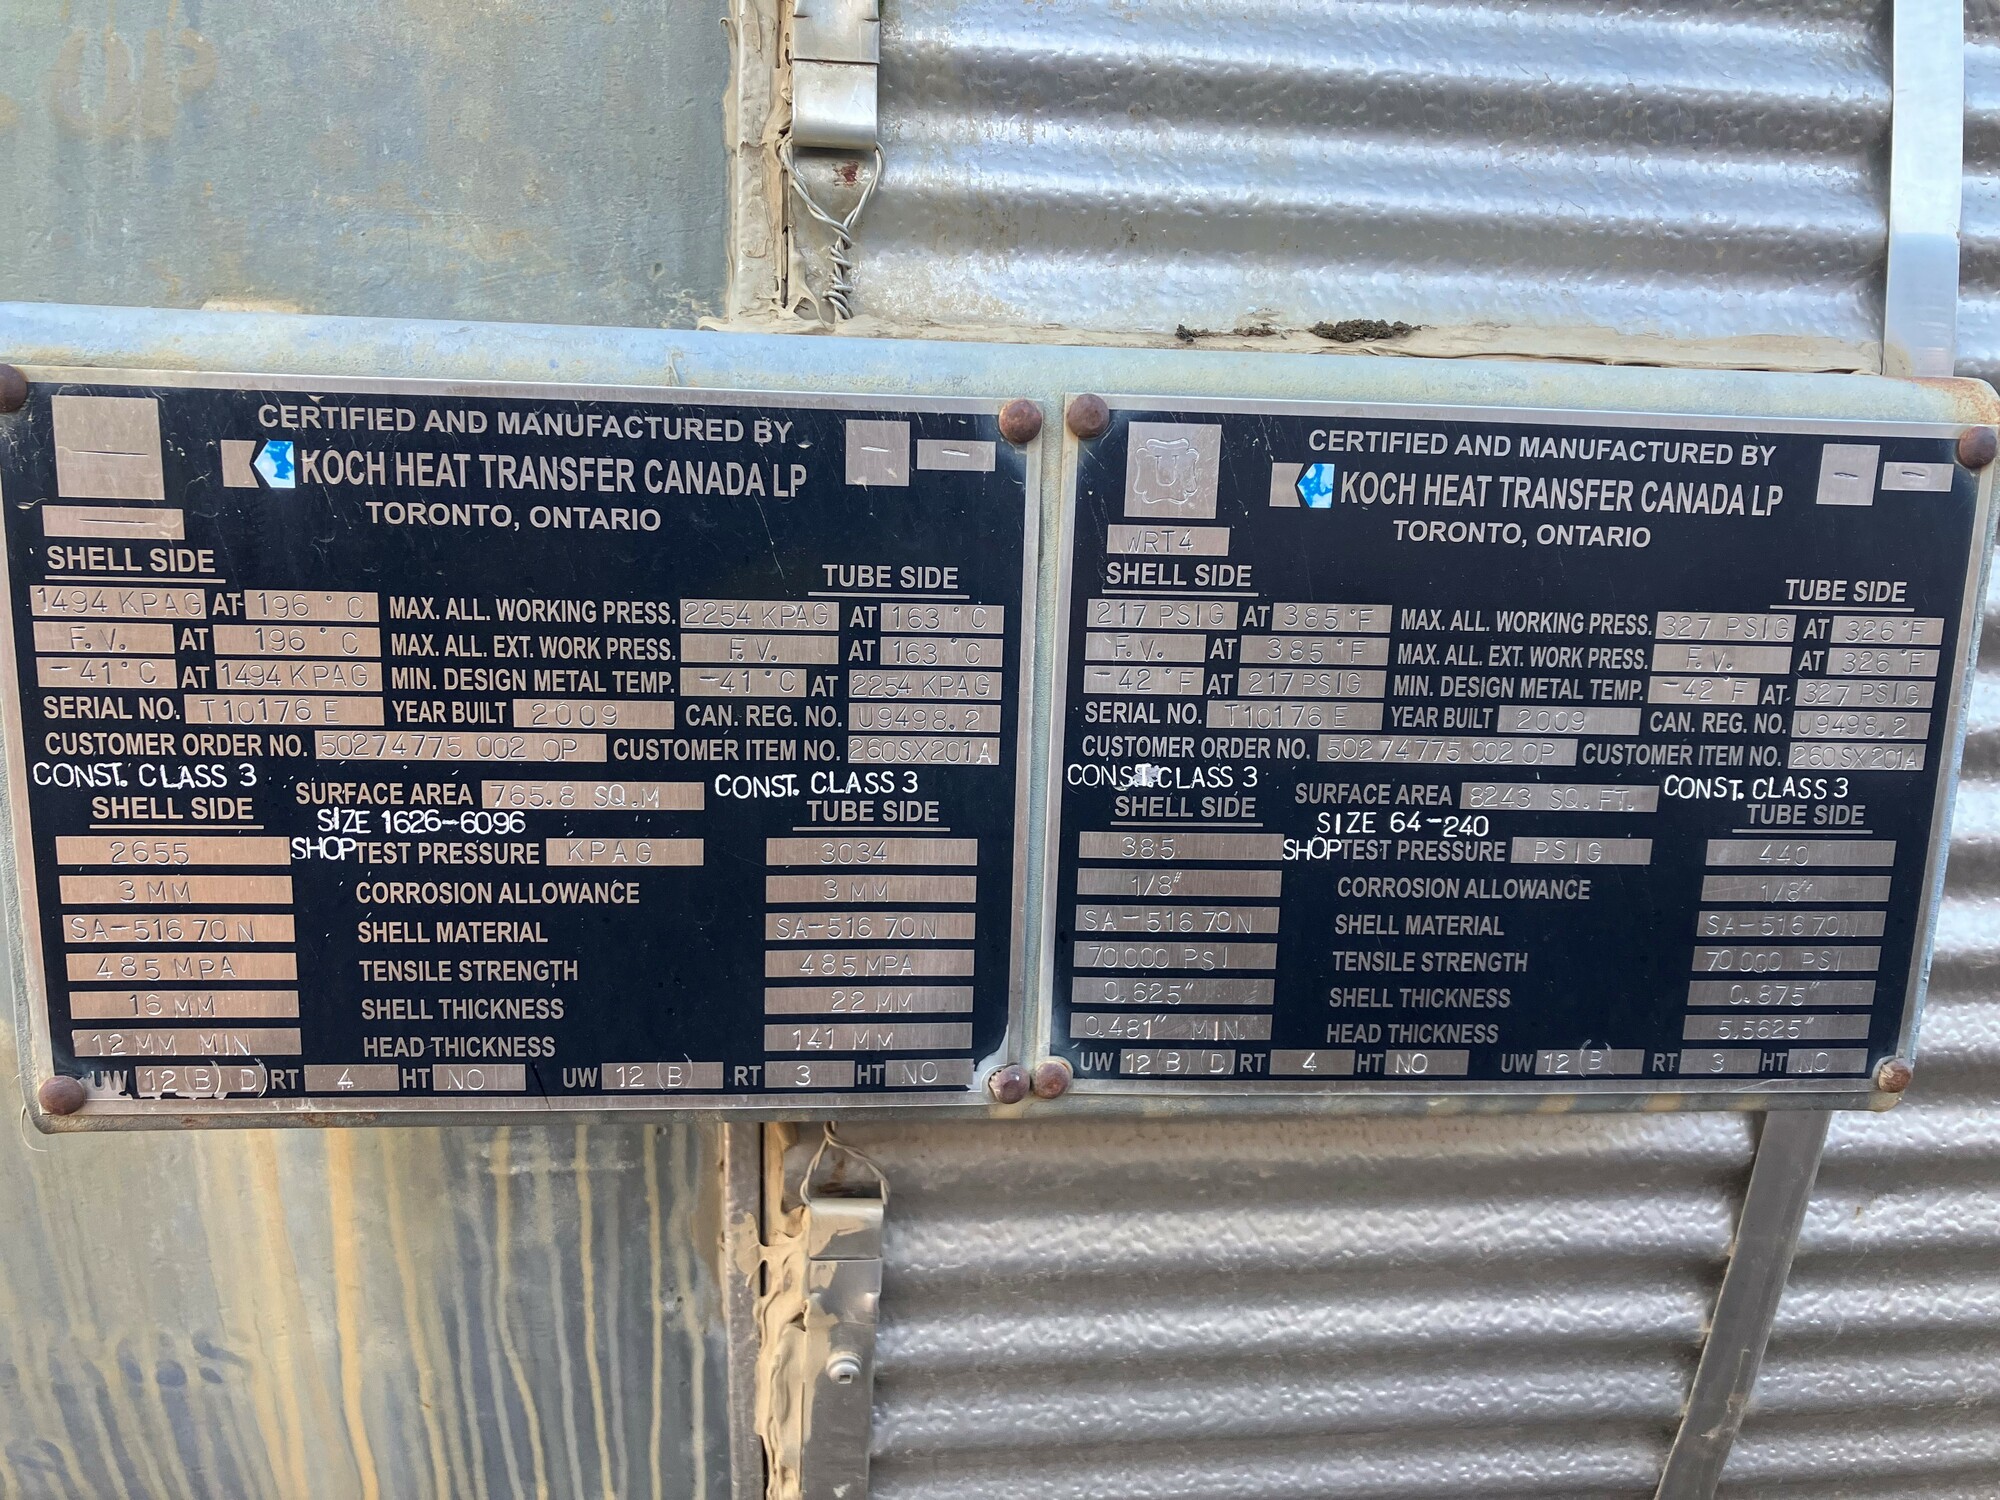 CERTIFIED AND MANUFACTURED BY
KOCH HEAT TRANSFER CANADA LP
TORONTO, ONTARIO
SHELL SIDE TUBE SIDE
1494 KPAG AT 196 °C MAX. ALL. WORKING PRESS. 2254 KPAG AT 163 °C
F.V. AT 196 °C MAX. ALL. EXT. WORK PRESS. F.V. AT 163 °C
-41°C AT 1494 KPAG MIN. DESIGN METAL TEMP. -41°C AT 2254 KPAG
SERIAL NO. T10176E YEAR BUILT 2009 CAN. REG. NO. U9498.2
CUSTOMER ORDER NO. 50274775 002 OP CUSTOMER ITEM NO. 260SX201A
CONST. CLASS 3 SURFACE AREA 765.8 SQ.M CONST. CLASS 3
SHELL SIDE SIZE 1626-6096 TUBE SIDE
2655 SHOP TEST PRESSURE KPAG 3034
3 MM CORROSION ALLOWANCE 3 MM
SA-516 70N SHELL MATERIAL SA-516 70N
485 MPA TENSILE STRENGTH 485 MPA
16 MM SHELL THICKNESS 22 MM
12 MM MIN HEAD THICKNESS 141 MM
UW 12 (B) (D) RT 4 HT NO UW 12 (B) RT 3 HT NO
U
CERTIFIED AND MANUFACTURED BY
KOCH HEAT TRANSFER CANADA LP
TORONTO, ONTARIO
WRT4
SHELL SIDE TUBE SIDE
217 PSIG AT 385°F MAX. ALL. WORKING PRESS. 327 PSIG AT 326°F
F.V. AT 385°F MAX. ALL. EXT. WORK PRESS. F.V. AT 326°F
-42°F AT 217 PSIG MIN. DESIGN METAL TEMP. -42°F AT 327 PSIG
SERIAL NO. T10176E YEAR BUILT 2009 CAN. REG. NO. U9498.2
CUSTOMER ORDER NO. 50274775 002 OP CUSTOMER ITEM NO. 260SX201A
CONST. CLASS 3 SURFACE AREA 8243 SQ.FT. CONST. CLASS 3
SHELL SIDE SIZE 64-240 TUBE SIDE
385 SHOP TEST PRESSURE PSIG 440
1/8" CORROSION ALLOWANCE 1/8"
SA-516 70N SHELL MATERIAL SA-516 70N
70000 PSI TENSILE STRENGTH 70000 PSI
0.625" SHELL THICKNESS 0.875"
0.481" MIN. HEAD THICKNESS 5.5625"
UW 12 (B) (D) RT 4 HT NO UW 12 (B) RT 3 HT NO